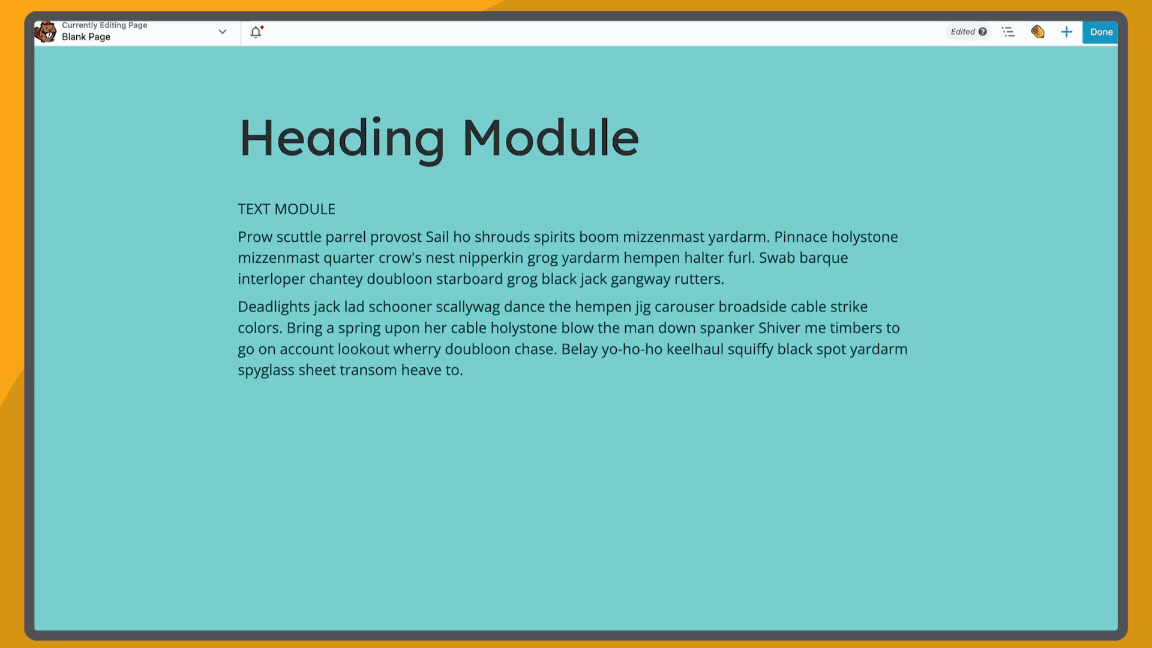 Currently Editing Page
Blank Page
Edited
Done
Heading Module
TEXT MODULE
Prow scuttle parrel provost Sail ho shrouds spirits boom mizzenmast yardarm. Pinnace holystone
mizzenmast quarter crow's nest nipperkin grog yardarm hempen halter furl. Swab barque
interloper chantey doubloon starboard grog black jack gangway rutters.
Deadlights jack lad schooner scallywag dance the hempen jig carouser broadside cable strike
colors. Bring a spring upon her cable holystone blow the man down spanker Shiver me timbers to
go on account lookout wherry doubloon chase. Belay yo-ho-ho keelhaul squiffy black spot yardarm
spyglass sheet transom heave to.